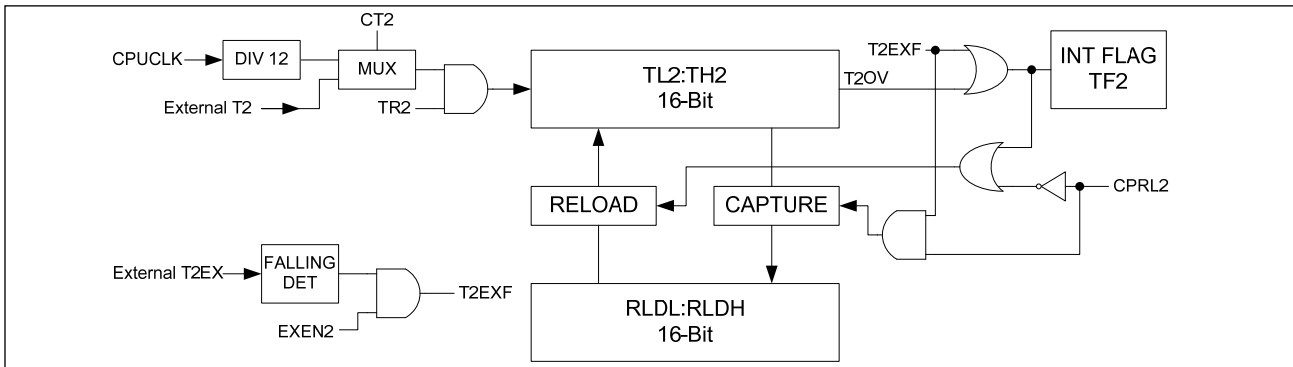 CT2
CPUCLK
DIV 12
MUX
External T2
TR2
TL2:TH2
16-Bit
T2EXF
T2OV
INT FLAG
TF2
RELOAD
CAPTURE
CPRL2
External T2EX
FALLING
DET
EXEN2
T2EXF
RLDL:RLDH
16-Bit